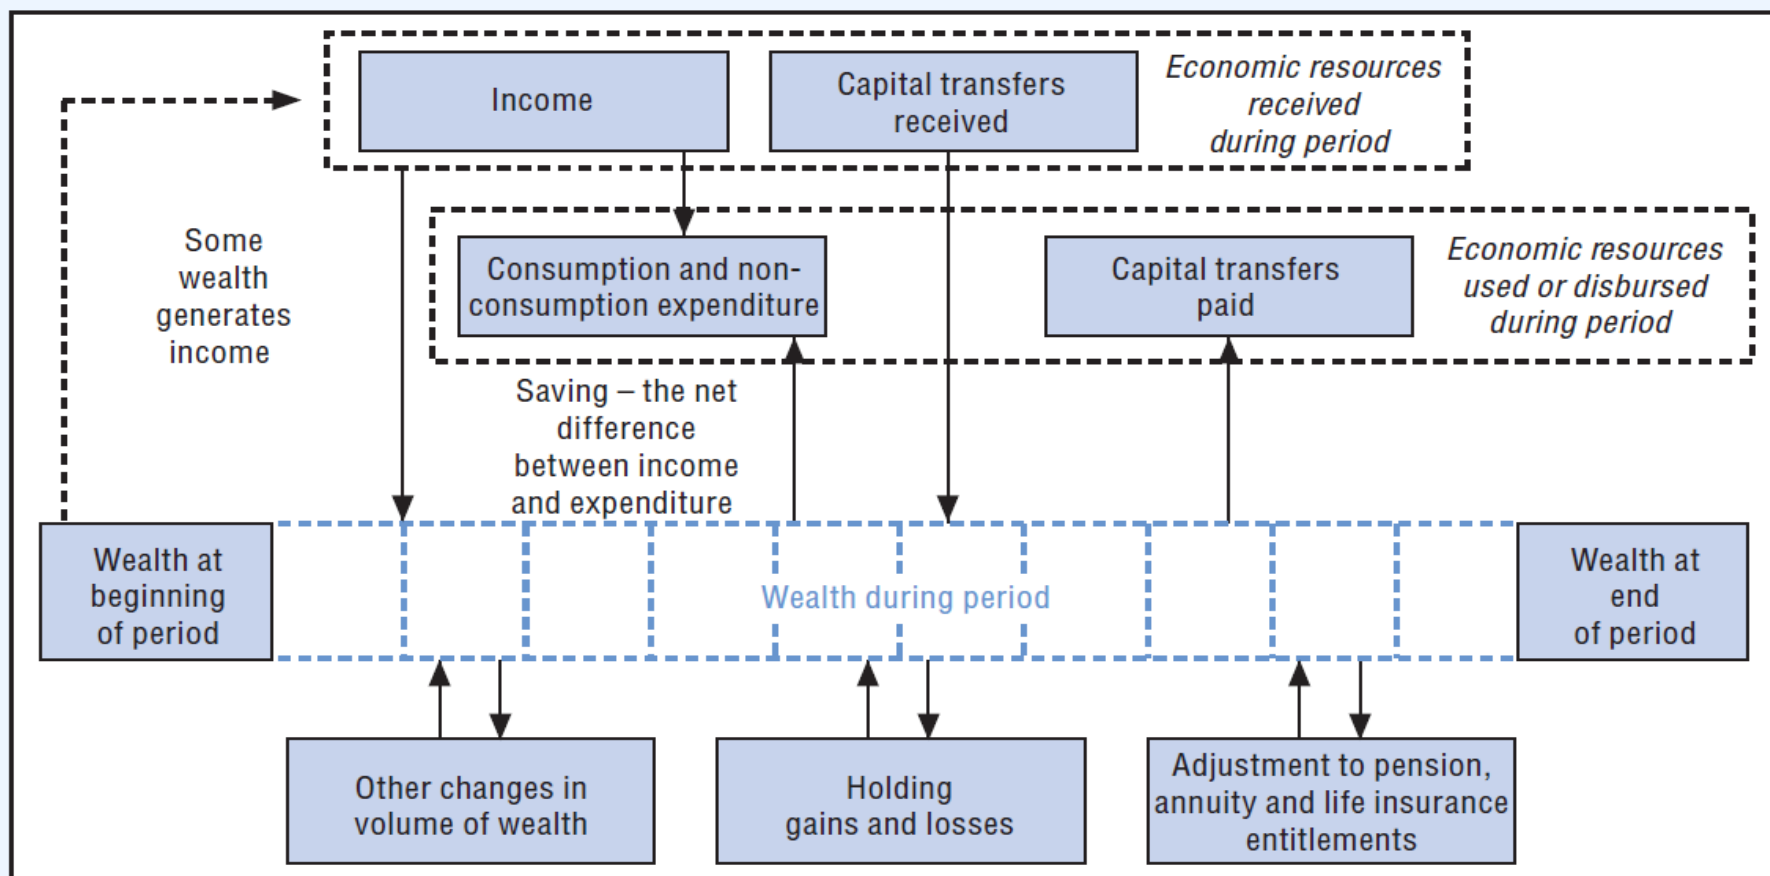 Income
Capital transfers
received
Economic resources
received
during period
Some
wealth
generates
income
Consumption and non-
consumption expenditure
Capital transfers
paid
Economic resources
used or disbursed
during period
Saving – the net
difference
between income
and expenditure
Wealth at
beginning
of period
Wealth during period
Wealth at
end
of period
Other changes in
volume of wealth
Holding
gains and losses
Adjustment to pension,
annuity and life insurance
entitlements